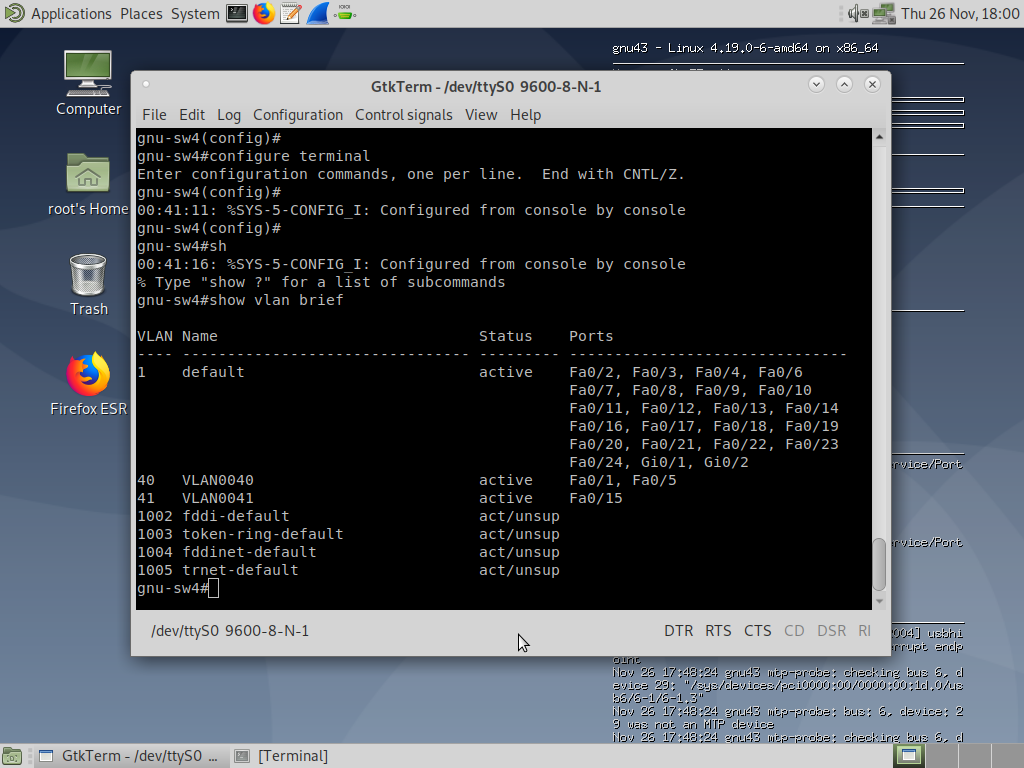 Applications Places System Thu 26 Nov, 18:00
gnu43 - Linux 4.19.0-6-amd64 on x86_64
Computer
root's Home
Trash
Firefox ESR
GtkTerm - /dev/ttyS0 9600-8-N-1
File Edit Log Configuration Control signals View Help
gnu-sw4(config)#
gnu-sw4#configure terminal
Enter configuration commands, one per line.  End with CNTL/Z.
gnu-sw4(config)#
00:41:11: %SYS-5-CONFIG_I: Configured from console by console
gnu-sw4(config)#
gnu-sw4#sh
00:41:16: %SYS-5-CONFIG_I: Configured from console by console
% Type "show ?" for a list of subcommands
gnu-sw4#show vlan brief
VLAN Name                             Status    Ports
---- -------------------------------- --------- -------------------------------
1    default                          active    Fa0/2, Fa0/3, Fa0/4, Fa0/6
                                                Fa0/7, Fa0/8, Fa0/9, Fa0/10
                                                Fa0/11, Fa0/12, Fa0/13, Fa0/14
                                                Fa0/16, Fa0/17, Fa0/18, Fa0/19
                                                Fa0/20, Fa0/21, Fa0/22, Fa0/23
                                                Fa0/24, Gi0/1, Gi0/2
40   VLAN0040                         active    Fa0/1, Fa0/5
41   VLAN0041                         active    Fa0/15
1002 fddi-default                     act/unsup
1003 token-ring-default               act/unsup
1004 fddinet-default                  act/unsup
1005 trnet-default                    act/unsup
gnu-sw4#
/dev/ttyS0 9600-8-N-1 DTR RTS CTS CD DSR RI
rvice/Port
rvice/Port
004] usbhi
rrupt endp
oint
Nov 26 17:48:24 gnu43 mtp-probe: checking bus 6, d
evice 29: "/sys/devices/pci0000:00/0000:00:1d.0/us
b6/6-1/6-1.3"
Nov 26 17:48:24 gnu43 mtp-probe: bus: 6, device: 2
9 was not an MTP device
Nov 26 17:48:24 gnu43 mtp-probe: checking bus 6, d
GtkTerm - /dev/ttyS0 ... [Terminal]